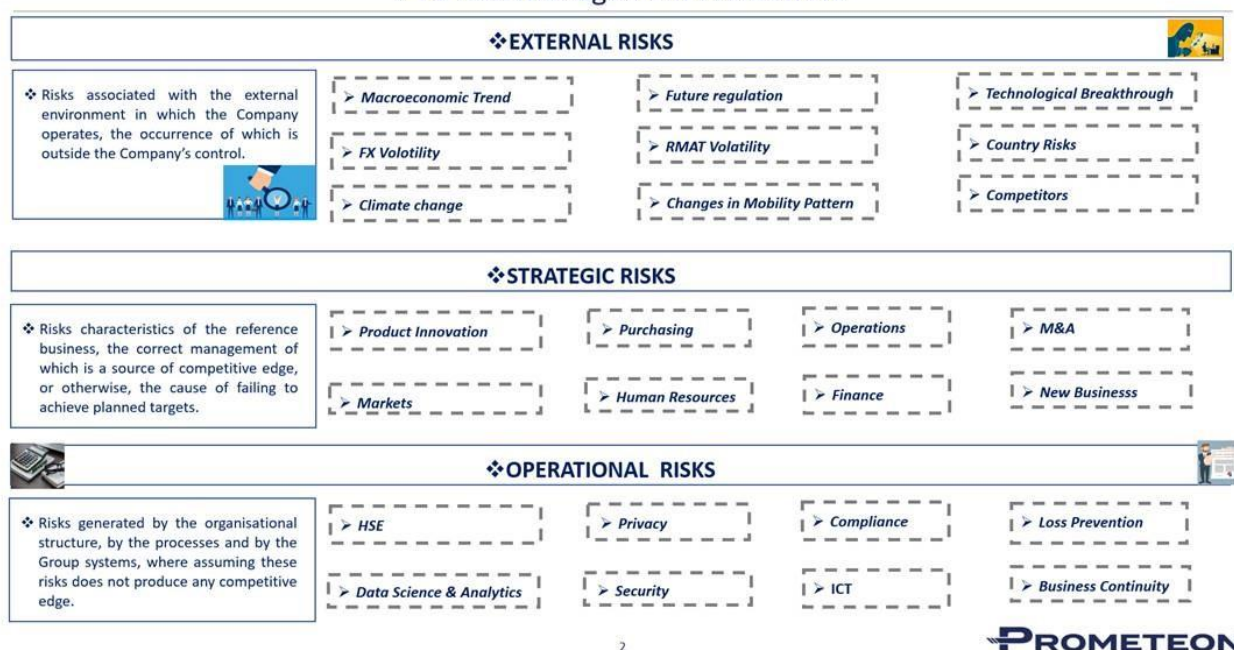 ❖EXTERNAL RISKS
❖ Risks associated with the external
environment in which the Company
operates, the occurrence of which is
outside the Company's control.
➢ Macroeconomic Trend
➢ Future regulation
➢ Technological Breakthrough
➢ FX Volotility
➢ RMAT Volatility
➢ Country Risks
➢ Climate change
➢ Changes in Mobility Pattern
➢ Competitors
❖STRATEGIC RISKS
❖ Risks characteristics of the reference
business, the correct management of
which is a source of competitive edge,
or otherwise, the cause of failing to
achieve planned targets.
➢ Product Innovation
➢ Purchasing
➢ Operations
➢ M&A
➢ Markets
➢ Human Resources
➢ Finance
➢ New Businesss
❖OPERATIONAL RISKS
❖ Risks generated by the organisational
structure, by the processes and by the
Group systems, where assuming these
risks does not produce any competitive
edge.
➢ HSE
➢ Privacy
➢ Compliance
➢ Loss Prevention
➢ Data Science & Analytics
➢ Security
➢ ICT
➢ Business Continuity
2
PROMETEON